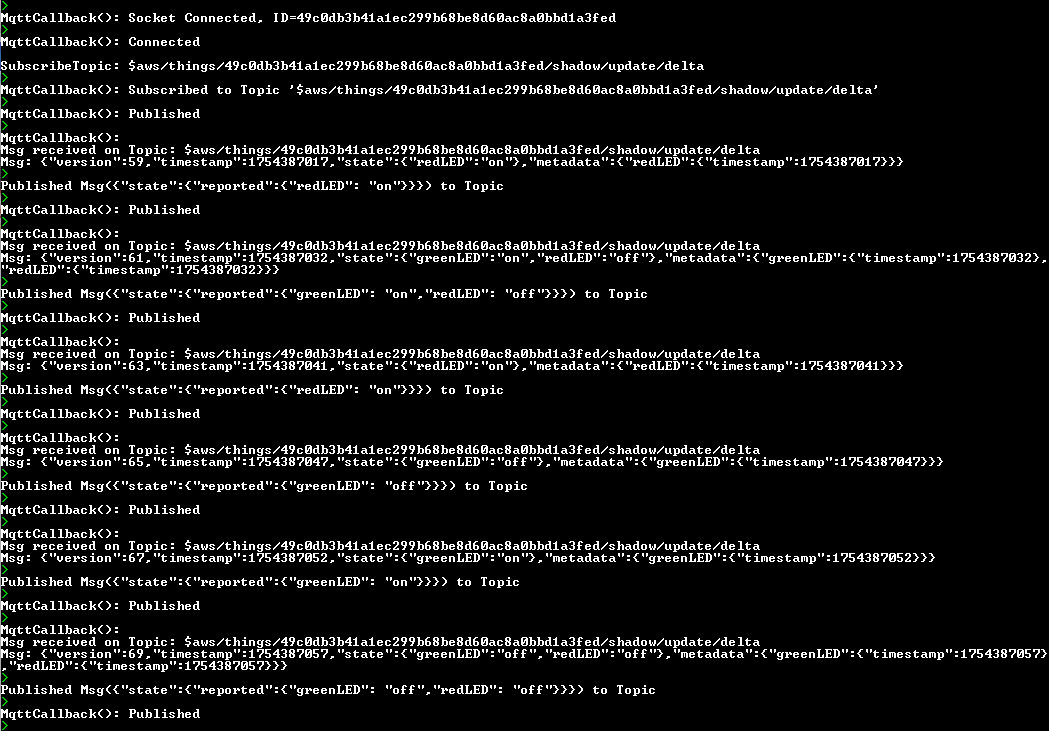 >
MqttCallback(): Socket Connected, ID=49c0db3b41a1ec299b68be8d60ac8a0bbd1a3fed
>
MqttCallback(): Connected
SubscribeTopic: $aws/things/49c0db3b41a1ec299b68be8d60ac8a0bbd1a3fed/shadow/update/delta
>
MqttCallback(): Subscribed to Topic '$aws/things/49c0db3b41a1ec299b68be8d60ac8a0bbd1a3fed/shadow/update/delta'
>
MqttCallback(): Published
>
MqttCallback():
Msg received on Topic: $aws/things/49c0db3b41a1ec299b68be8d60ac8a0bbd1a3fed/shadow/update/delta
Msg: {"version":59,"timestamp":1754387017,"state":{"redLED":"on"},"metadata":{"redLED":{"timestamp":1754387017}}}
>
Published Msg({"state":{"reported":{"redLED": "on"}}}) to Topic
>
MqttCallback(): Published
>
MqttCallback():
Msg received on Topic: $aws/things/49c0db3b41a1ec299b68be8d60ac8a0bbd1a3fed/shadow/update/delta
Msg: {"version":61,"timestamp":1754387032,"state":{"greenLED":"on","redLED":"off"},"metadata":{"greenLED":{"timestamp":1754387032},
"redLED":{"timestamp":1754387032}}}
>
Published Msg({"state":{"reported":{"greenLED": "on","redLED": "off"}}}) to Topic
>
MqttCallback(): Published
>
MqttCallback():
Msg received on Topic: $aws/things/49c0db3b41a1ec299b68be8d60ac8a0bbd1a3fed/shadow/update/delta
Msg: {"version":63,"timestamp":1754387041,"state":{"redLED":"on"},"metadata":{"redLED":{"timestamp":1754387041}}}
>
Published Msg({"state":{"reported":{"redLED": "on"}}}) to Topic
>
MqttCallback(): Published
>
MqttCallback():
Msg received on Topic: $aws/things/49c0db3b41a1ec299b68be8d60ac8a0bbd1a3fed/shadow/update/delta
Msg: {"version":65,"timestamp":1754387047,"state":{"greenLED":"off"},"metadata":{"greenLED":{"timestamp":1754387047}}}
>
Published Msg({"state":{"reported":{"greenLED": "off"}}}) to Topic
>
MqttCallback(): Published
>
MqttCallback():
Msg received on Topic: $aws/things/49c0db3b41a1ec299b68be8d60ac8a0bbd1a3fed/shadow/update/delta
Msg: {"version":67,"timestamp":1754387052,"state":{"greenLED":"on"},"metadata":{"greenLED":{"timestamp":1754387052}}}
>
Published Msg({"state":{"reported":{"greenLED": "on"}}}) to Topic
>
MqttCallback(): Published
>
MqttCallback():
Msg received on Topic: $aws/things/49c0db3b41a1ec299b68be8d60ac8a0bbd1a3fed/shadow/update/delta
Msg: {"version":69,"timestamp":1754387057,"state":{"greenLED":"off","redLED":"off"},"metadata":{"greenLED":{"timestamp":1754387057}
,"redLED":{"timestamp":1754387057}}}
>
Published Msg({"state":{"reported":{"greenLED": "off","redLED": "off"}}}) to Topic
>
MqttCallback(): Published
>